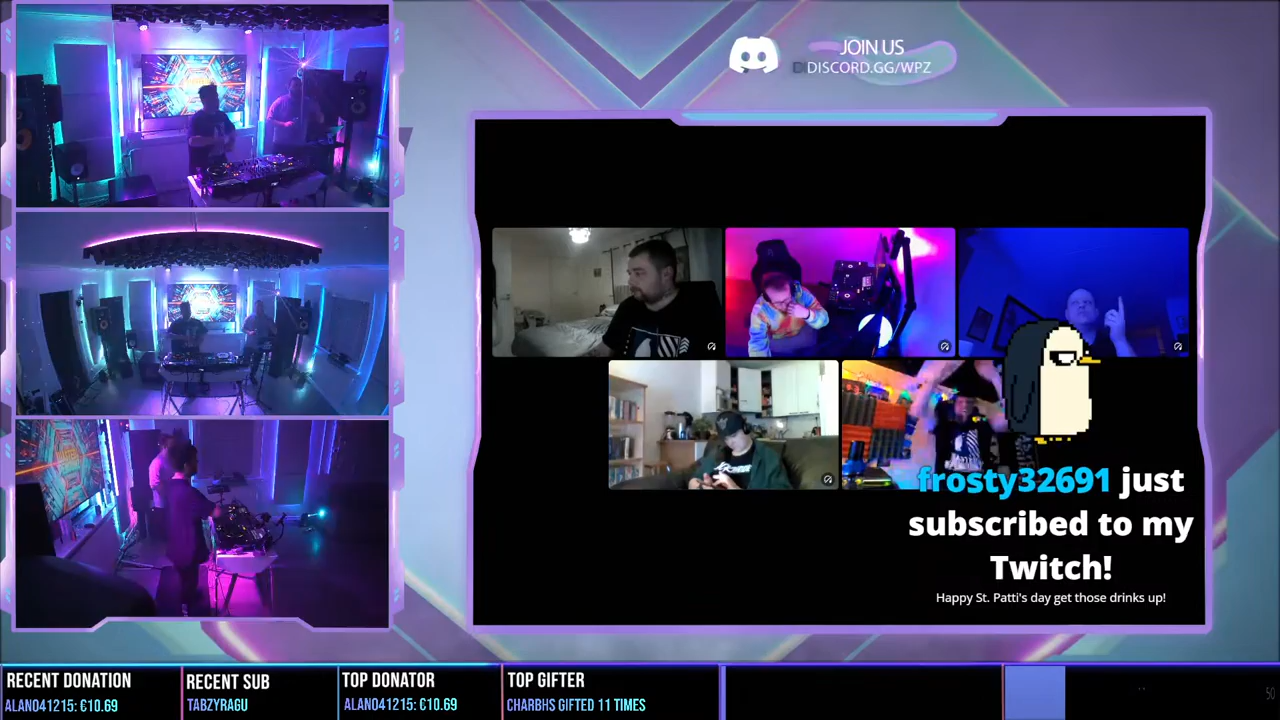 JOIN US
DISCORD.GG/WPZ
frosty32691 just
subscribed to my
Twitch!
Happy St. Patti's day get those drinks up!
RECENT DONATION
ALANO41215: €10.69
RECENT SUB
TABZYRAGU
TOP DONATOR
ALANO41215: €10.69
TOP GIFTER
CHARBHS GIFTED 11 TIMES
50